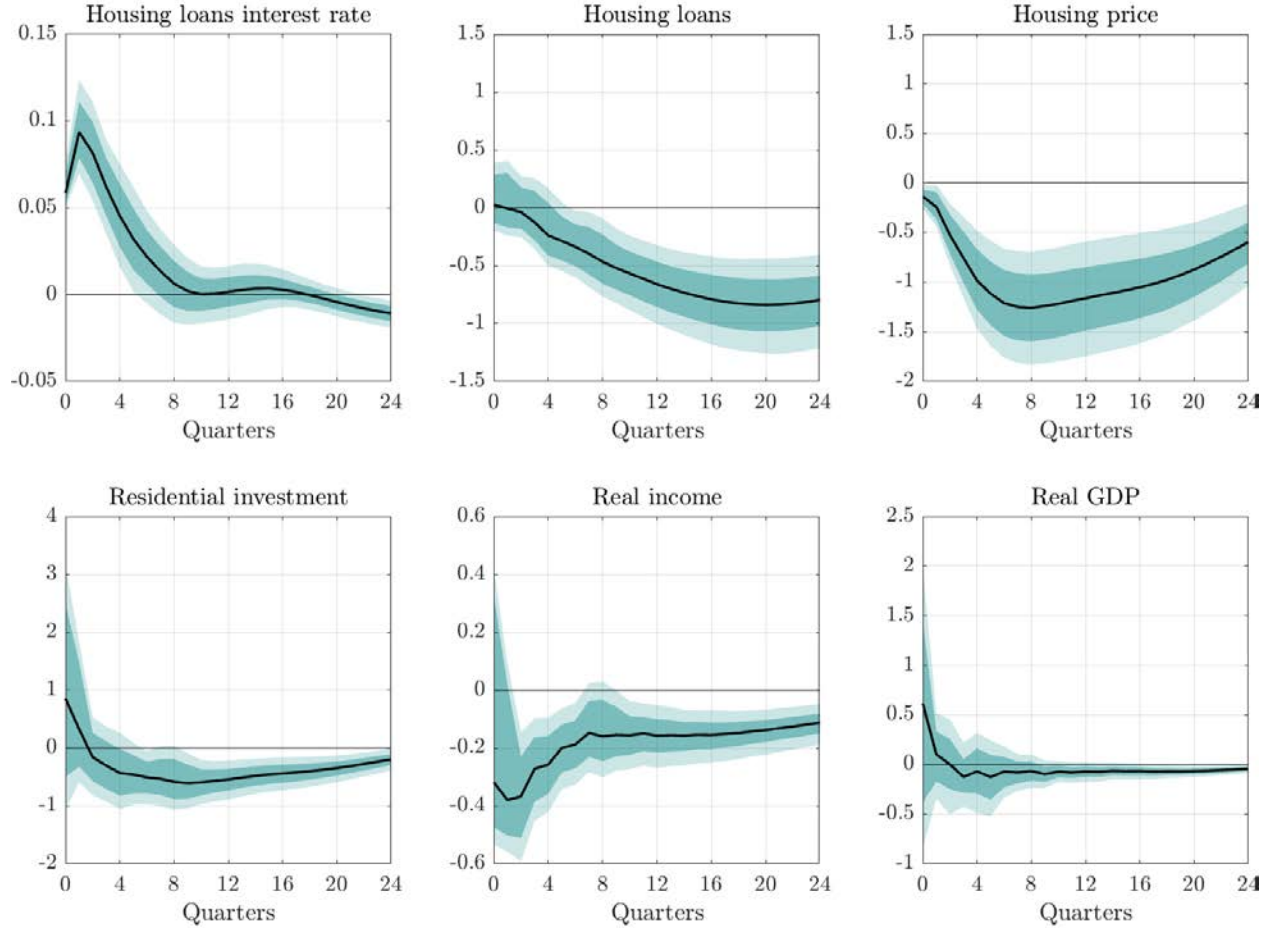 Housing loans interest rate
0.15
0.1
0.05
0
-0.05
0 4 8 12 16 20 24
Quarters
Housing loans
1.5
1
0.5
0
-0.5
-1
-1.5
0 4 8 12 16 20 24
Quarters
Housing price
1.5
1
0.5
0
-0.5
-1
-1.5
-2
0 4 8 12 16 20 24
Quarters
Residential investment
4
3
2
1
0
-1
-2
0 4 8 12 16 20 24
Quarters
Real income
0.6
0.4
0.2
0
-0.2
-0.4
-0.6
0 4 8 12 16 20 24
Quarters
Real GDP
2.5
2
1.5
1
0.5
0
-0.5
-1
0 4 8 12 16 20 24
Quarters